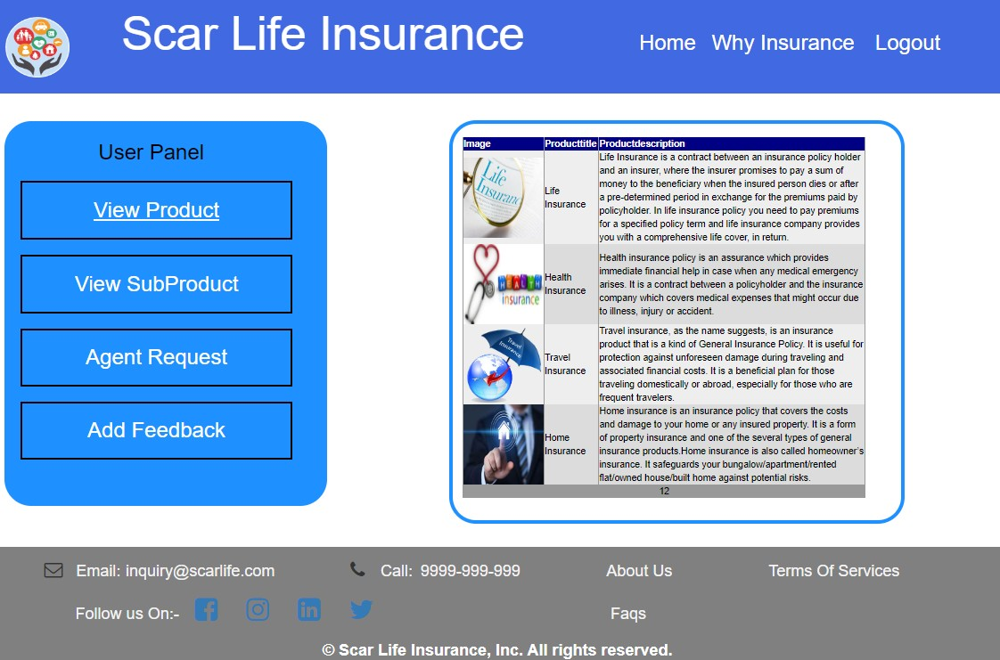 Scar Life Insurance
Home Why Insurance Logout
User Panel
View Product
View SubProduct
Agent Request
Add Feedback
Image Producttitle Productdescription
Life Insurance
Life
Insurance
Life Insurance is a contract between an insurance policy holder
and an insurer, where the insurer promises to pay a sum of
money to the beneficiary when the insured person dies or after
a pre-determined period in exchange for the premiums paid by
policyholder. In life insurance policy you need to pay premiums
for a specified policy term and life insurance company provides
you with a comprehensive life cover, in return.
HEALTH
insurance
Health
Insurance
Health insurance policy is an assurance which provides
immediate financial help in case when any medical emergency
arises. It is a contract between a policyholder and the insurance
company which covers medical expenses that might occur due
to illness, injury or accident.
Travel
Insurance
Travel
Insurance
Travel insurance, as the name suggests, is an insurance
product that is a kind of General Insurance Policy. It is useful for
protection against unforeseen damage during traveling and
associated financial costs. It is a beneficial plan for those
traveling domestically or abroad, especially for those who are
frequent travelers.
Home
Insurance
Home insurance is an insurance policy that covers the costs
and damage to your home or any insured property. It is a form
of property insurance and one of the several types of general
insurance products.Home insurance is also called homeowner's
insurance. It safeguards your bungalow/apartment/rented
flat/owned house/built home against potential risks.
12
Email: inquiry@scarlife.com
Call: 9999-999-999
About Us
Terms Of Services
Follow us On:-
Faqs
© Scar Life Insurance, Inc. All rights reserved.